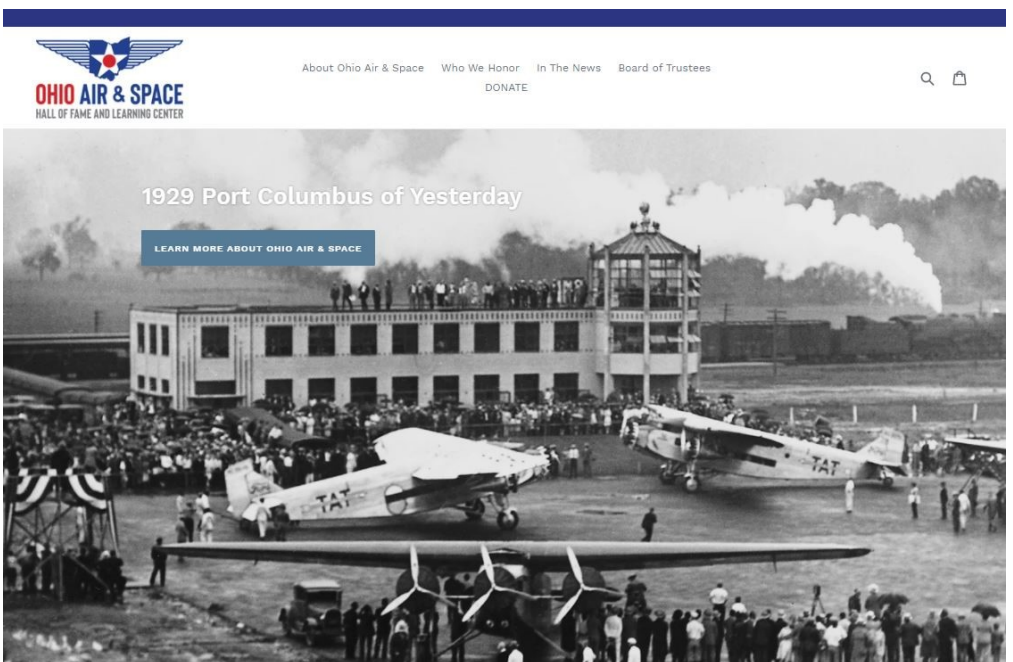 OHIO AIR & SPACE
HALL OF FAME AND LEARNING CENTER
About Ohio Air & Space Who We Honor In The News Board of Trustees
DONATE
1929 Port Columbus of Yesterday
LEARN MORE ABOUT OHIO AIR & SPACE
TAT
TAT